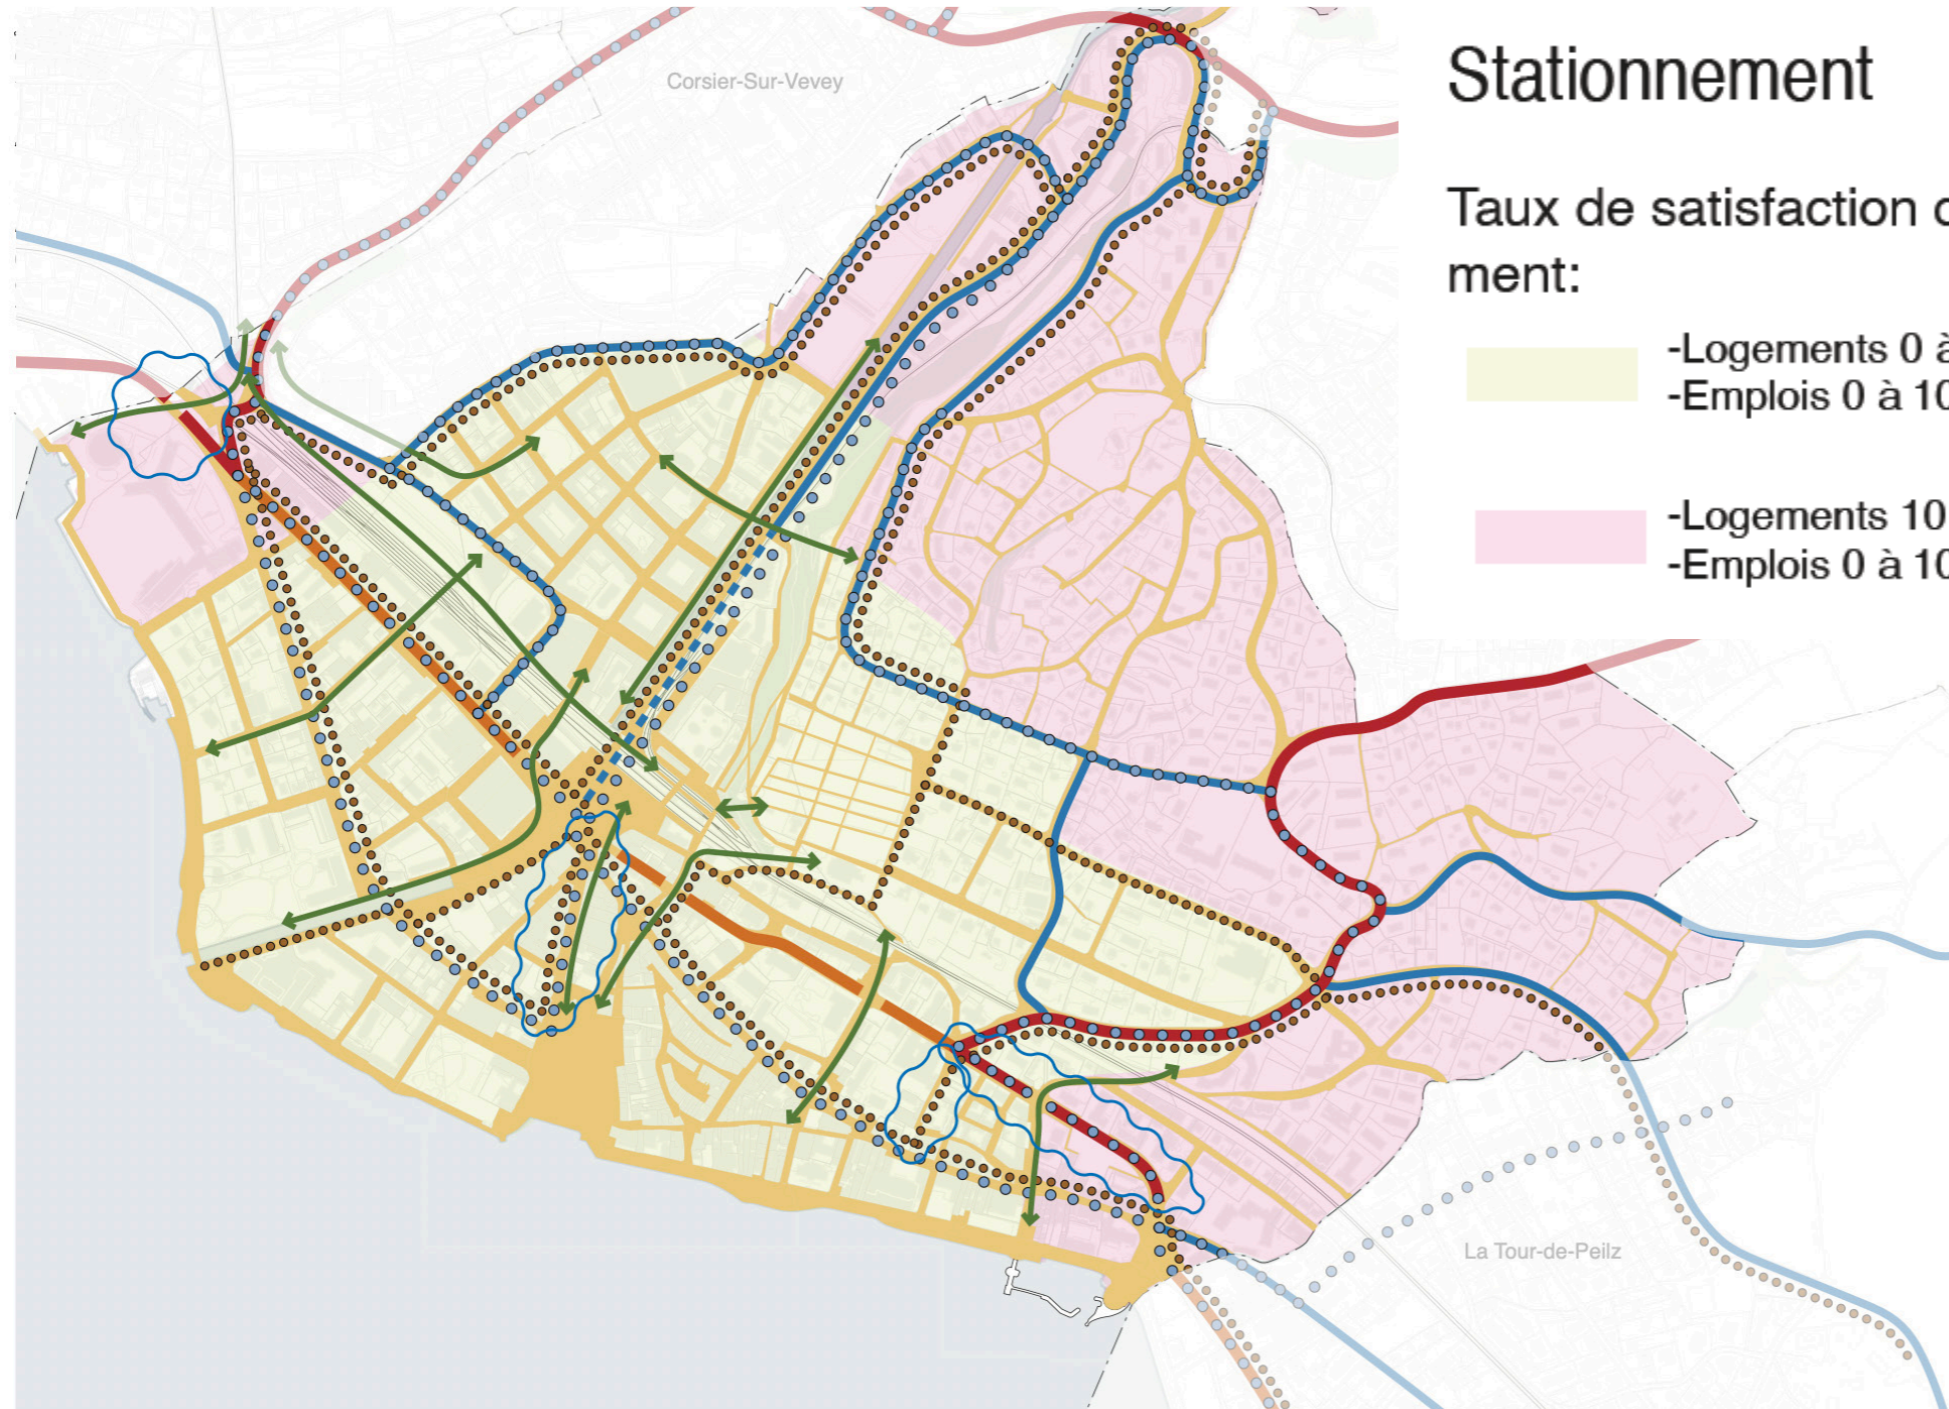 Corsier-Sur-Vevey
Stationnement
Taux de satisfaction
ment:
-Logements 0 à
-Emplois 0 à 10
-Logements 10
-Emplois 0 à 10
La Tour-de-Peilz